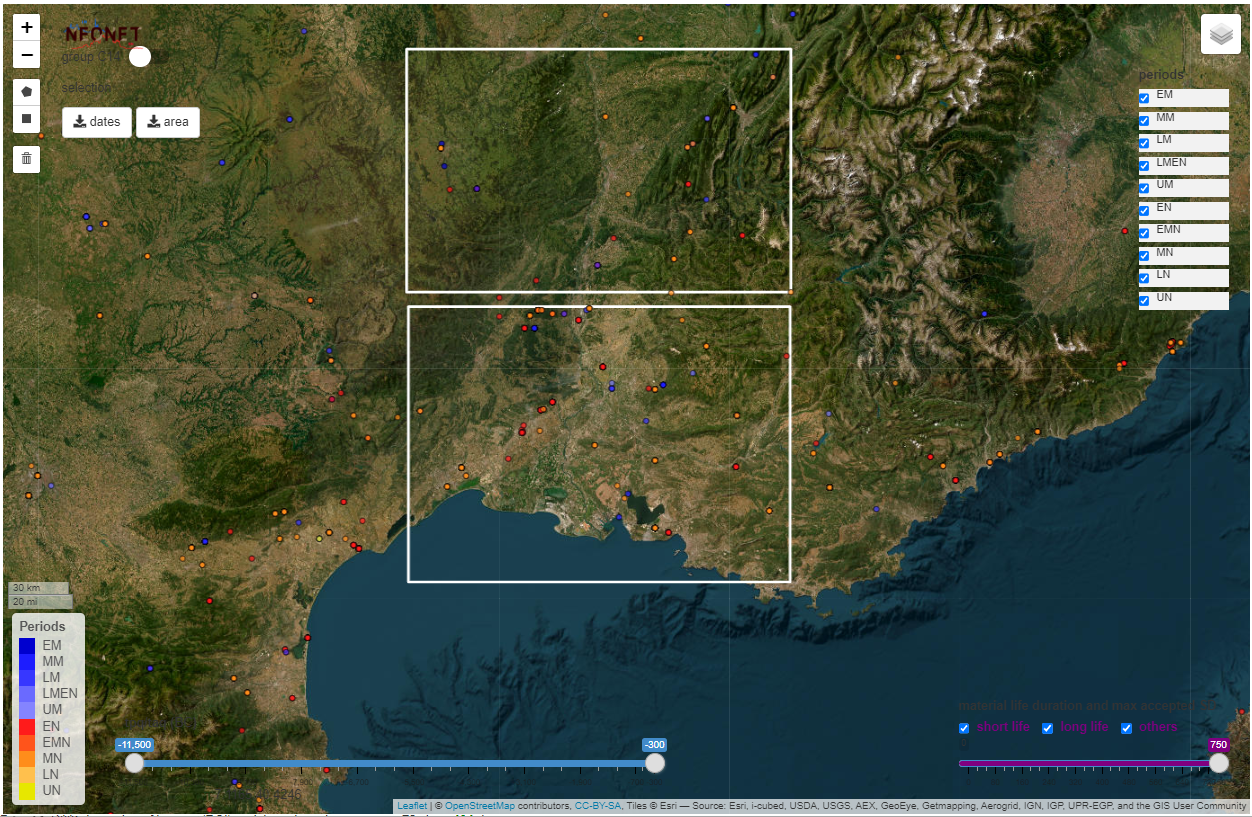 +
NEONET
−
group
selection
dates
area
periods
EM
MM
LM
LMEN
UM
EN
EMN
MN
LN
UN
30 km
20 mi
Periods
EM
MM
LM
LMEN
UM
EN
EMN
MN
LN
UN
-11,500
-300
material life duration and max accepted
short life
long life
others
750
Leaflet | © OpenStreetMap contributors, CC-BY-SA, Tiles © Esri — Source: Esri, i-cubed, USDA, USGS, AEX, GeoEye, Getmapping, Aerogrid, IGN, IGP, UPR-EGP, and the GIS User Community